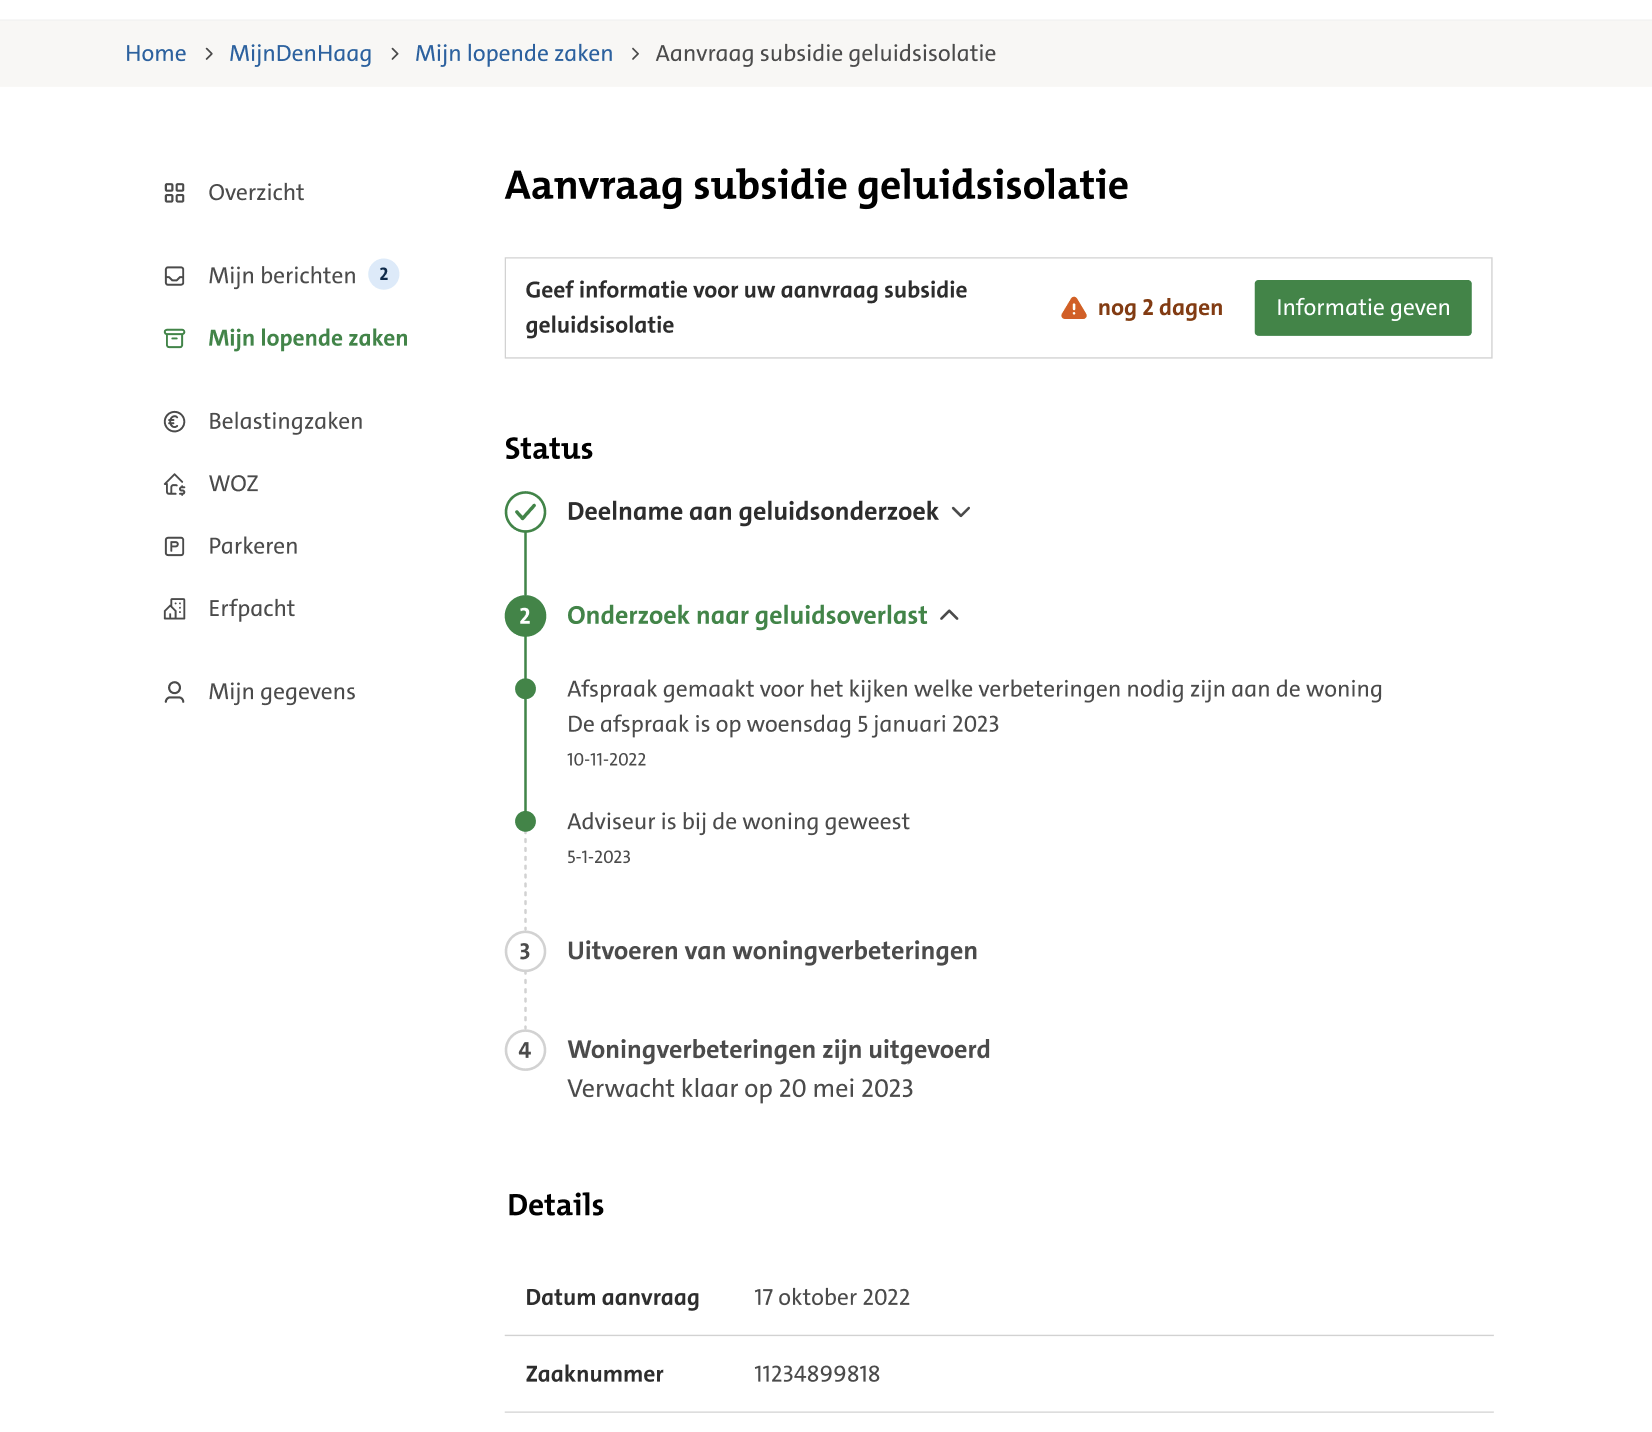 Home > MijnDenHaag > Mijn lopende zaken > Aanvraag subsidie geluidsisolatie
Overzicht
Mijn berichten 2
Mijn lopende zaken
Belastingzaken
WOZ
Parkeren
Erfpacht
Mijn gegevens
Aanvraag subsidie geluidsisolatie
Geef informatie voor uw aanvraag subsidie
geluidsisolatie
nog 2 dagen
Informatie geven
Status
Deelname aan geluidsonderzoek
2 Onderzoek naar geluidsoverlast
Afspraak gemaakt voor het kijken welke verbeteringen nodig zijn aan de woning
De afspraak is op woensdag 5 januari 2023
10-11-2022
Adviseur is bij de woning geweest
5-1-2023
3 Uitvoeren van woningverbeteringen
4 Woningverbeteringen zijn uitgevoerd
Verwacht klaar op 20 mei 2023
Details
Datum aanvraag 17 oktober 2022
Zaaknummer 11234899818